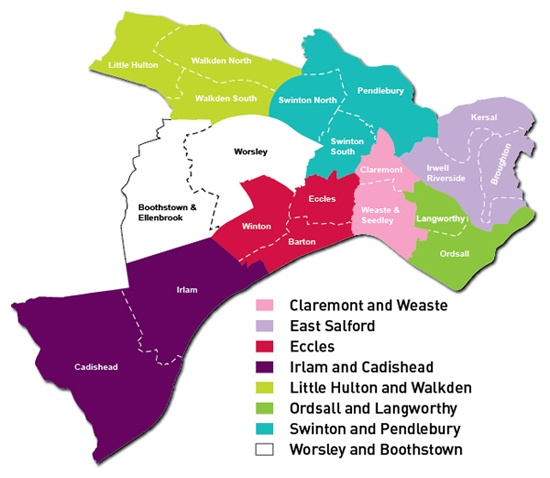 Little Hulton
Walkden North
Walkden South
Swinton North
Pendlebury
Kersal
Swinton
South
Worsley
Claremont
Irwell
Riverside
Broughton
Boothstown &
Ellenbrook
Eccles
Winton
Barton
Weaste &
Seedley
Langworthy
Ordsall
Irlam
Cadishead
Claremont and Weaste
East Salford
Eccles
Irlam and Cadishead
Little Hulton and Walkden
Ordsall and Langworthy
Swinton and Pendlebury
Worsley and Boothstown